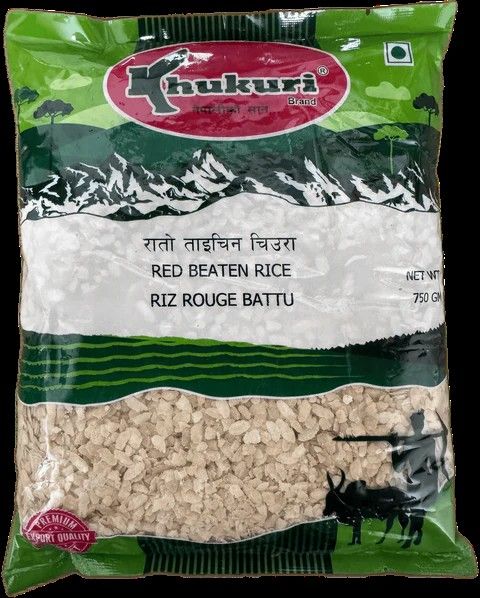 Khukuri®
Brand
नेपालीको सान
रातो ताइचिन चिउरा
RED BEATEN RICE
RIZ ROUGE BATTU
NET WT
750 GM
PREMIUM
EXPORT QUALITY